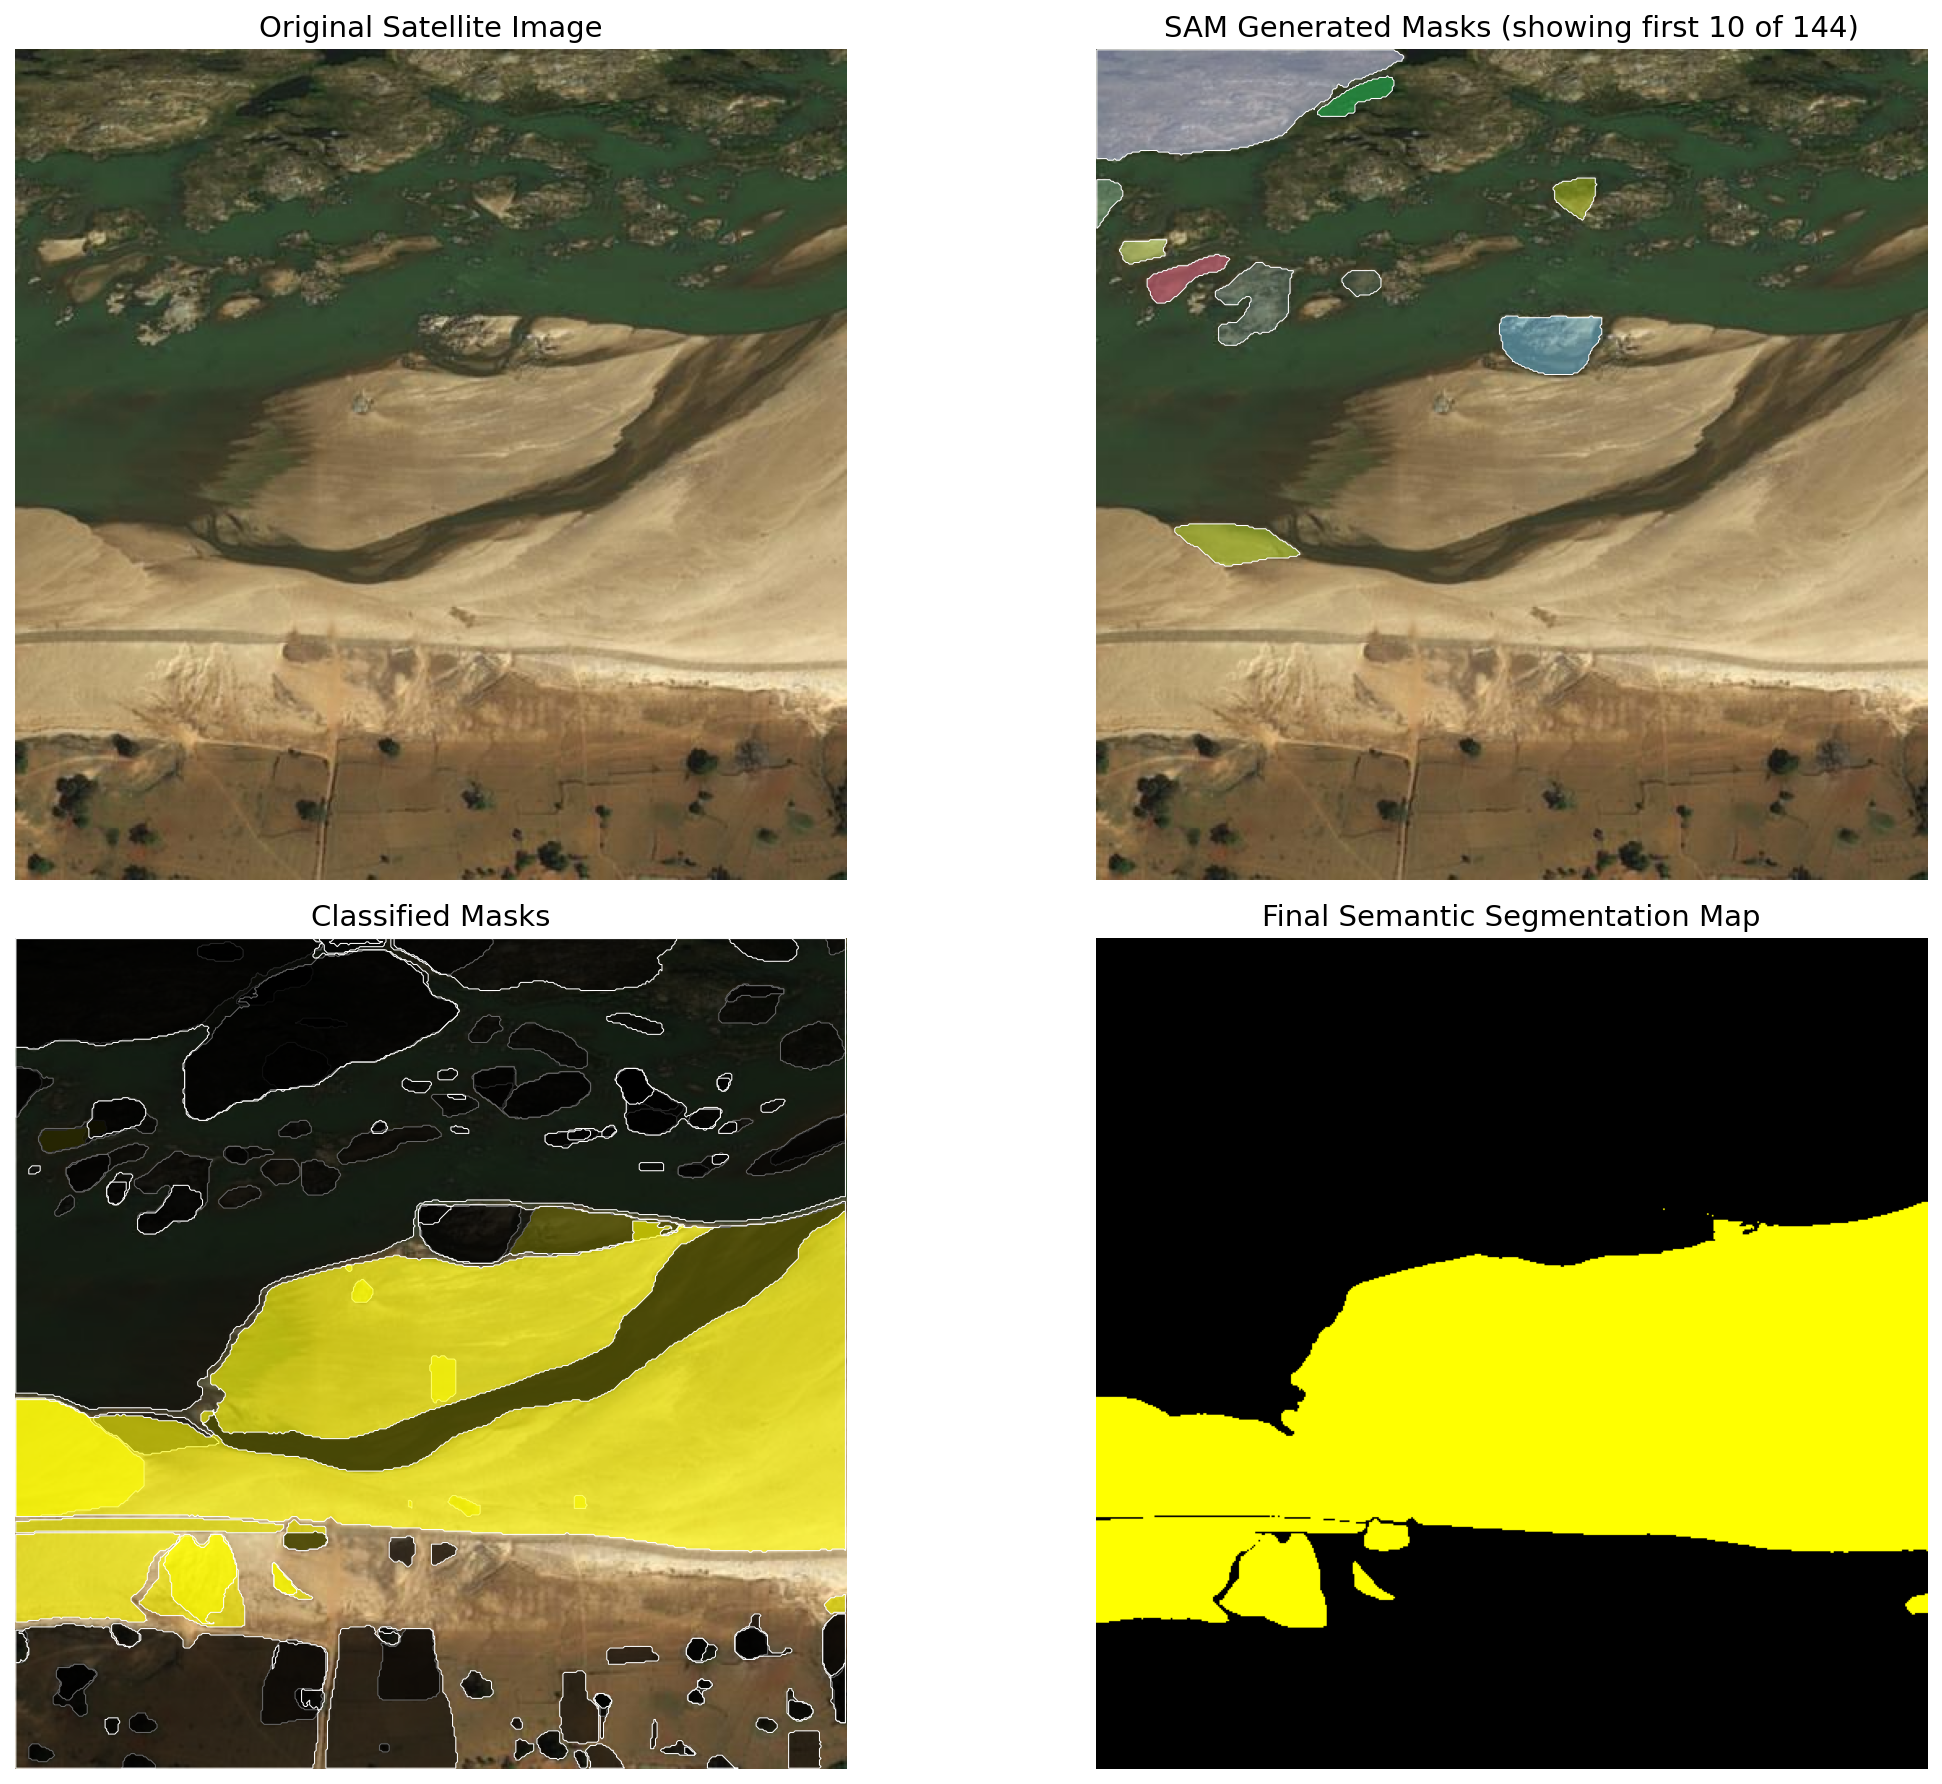 Original Satellite Image
SAM Generated Masks (showing first 10 of 144)
Classified Masks
Final Semantic Segmentation Map